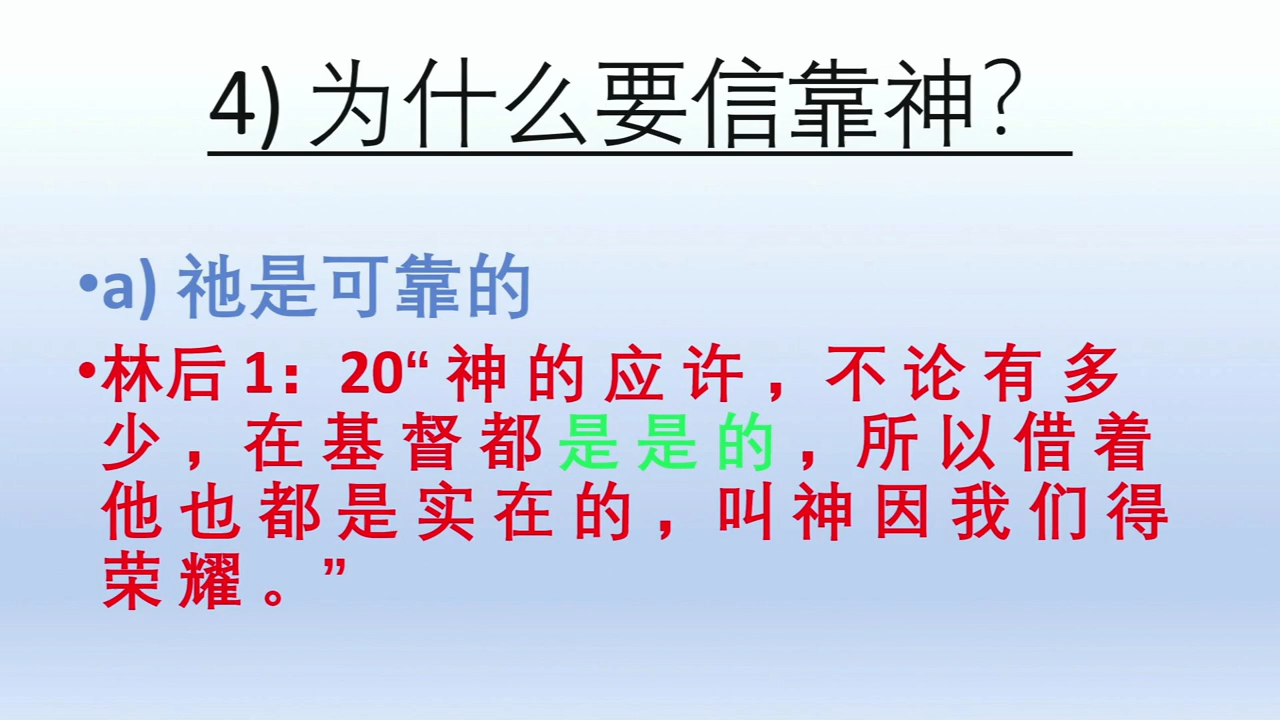 4) 为什么要信靠神?
•a) 祂是可靠的
•林后 1：20“ 神 的 应 许 ，不 论 有 多
少 ，在 基 督 都 是 是 的 ，所 以 借 着
他 也 都 是 实 在 的 ，叫 神 因 我 们 得
荣 耀 。”